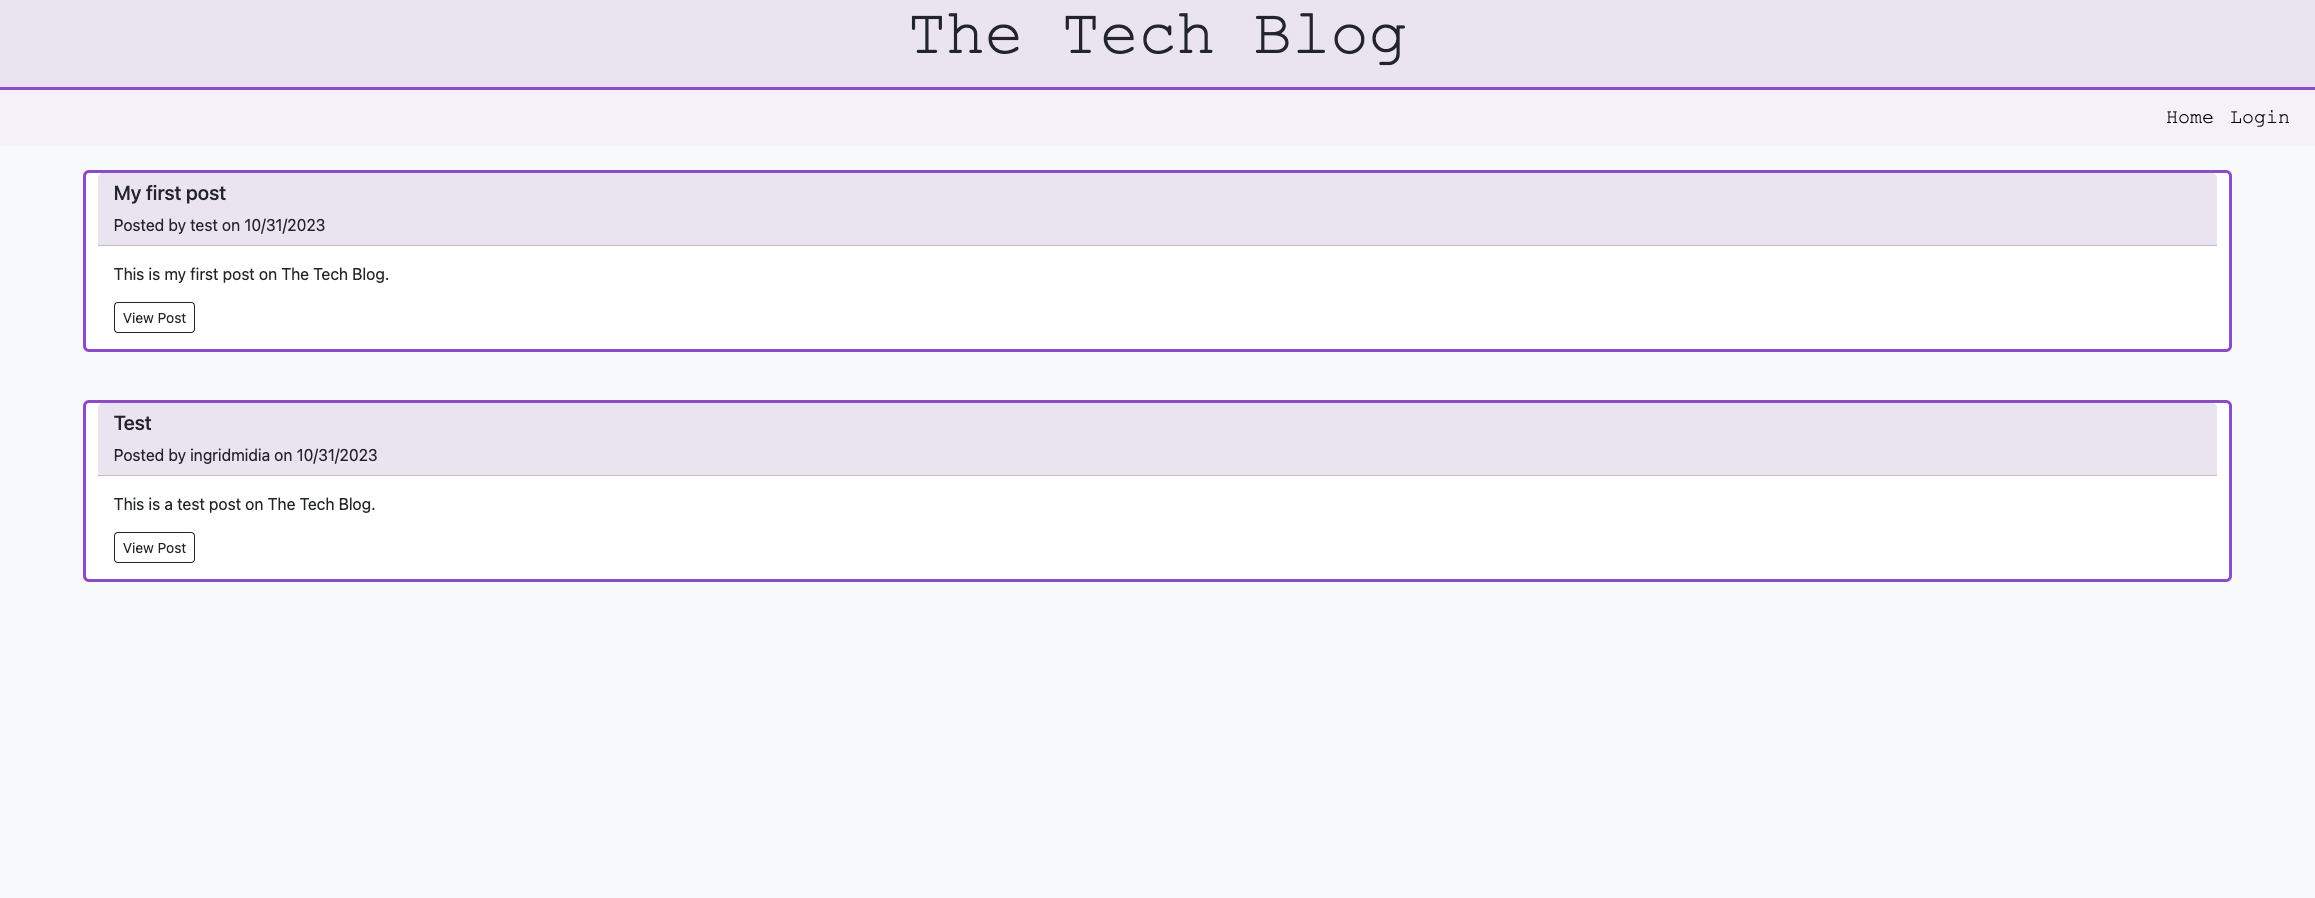 The Tech Blog
Home Login
My first post
Posted by test on 10/31/2023
This is my first post on The Tech Blog.
View Post
Test
Posted by ingridmidia on 10/31/2023
This is a test post on The Tech Blog.
View Post